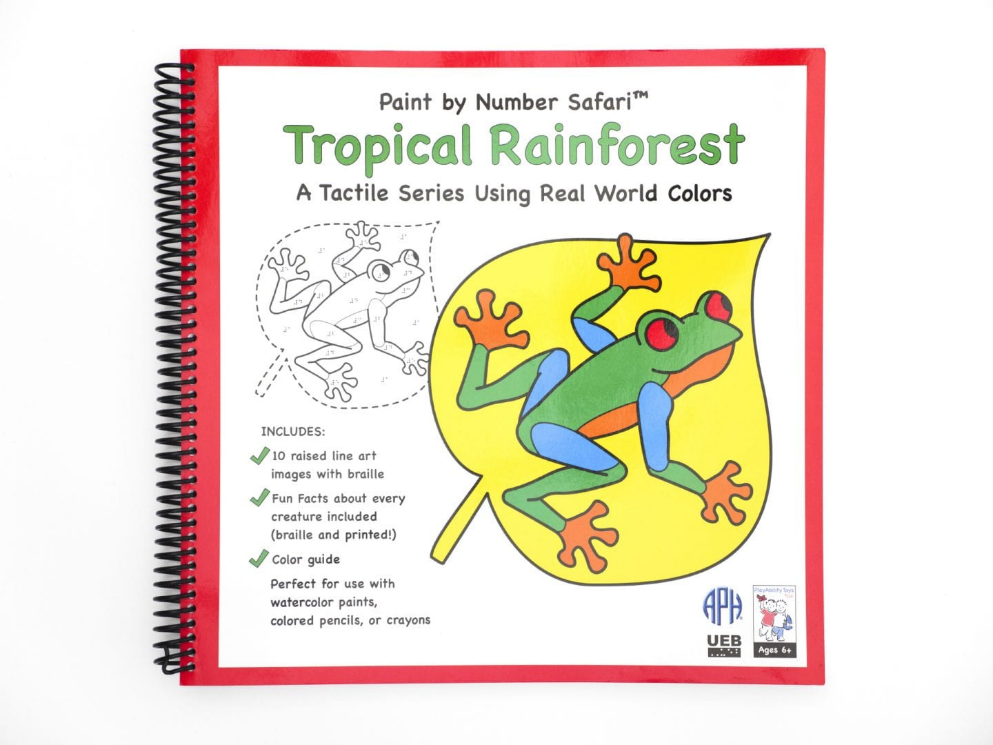 Paint by Number Safari™
Tropical Rainforest
A Tactile Series Using Real World Colors
INCLUDES:
10 raised line art
images with braille
Fun Facts about every
creature included
(braille and printed!)
Color guide
Perfect for use with
watercolor paints,
colored pencils, or crayons
APH
UEB
PlayAbility Toys
Ages 6+